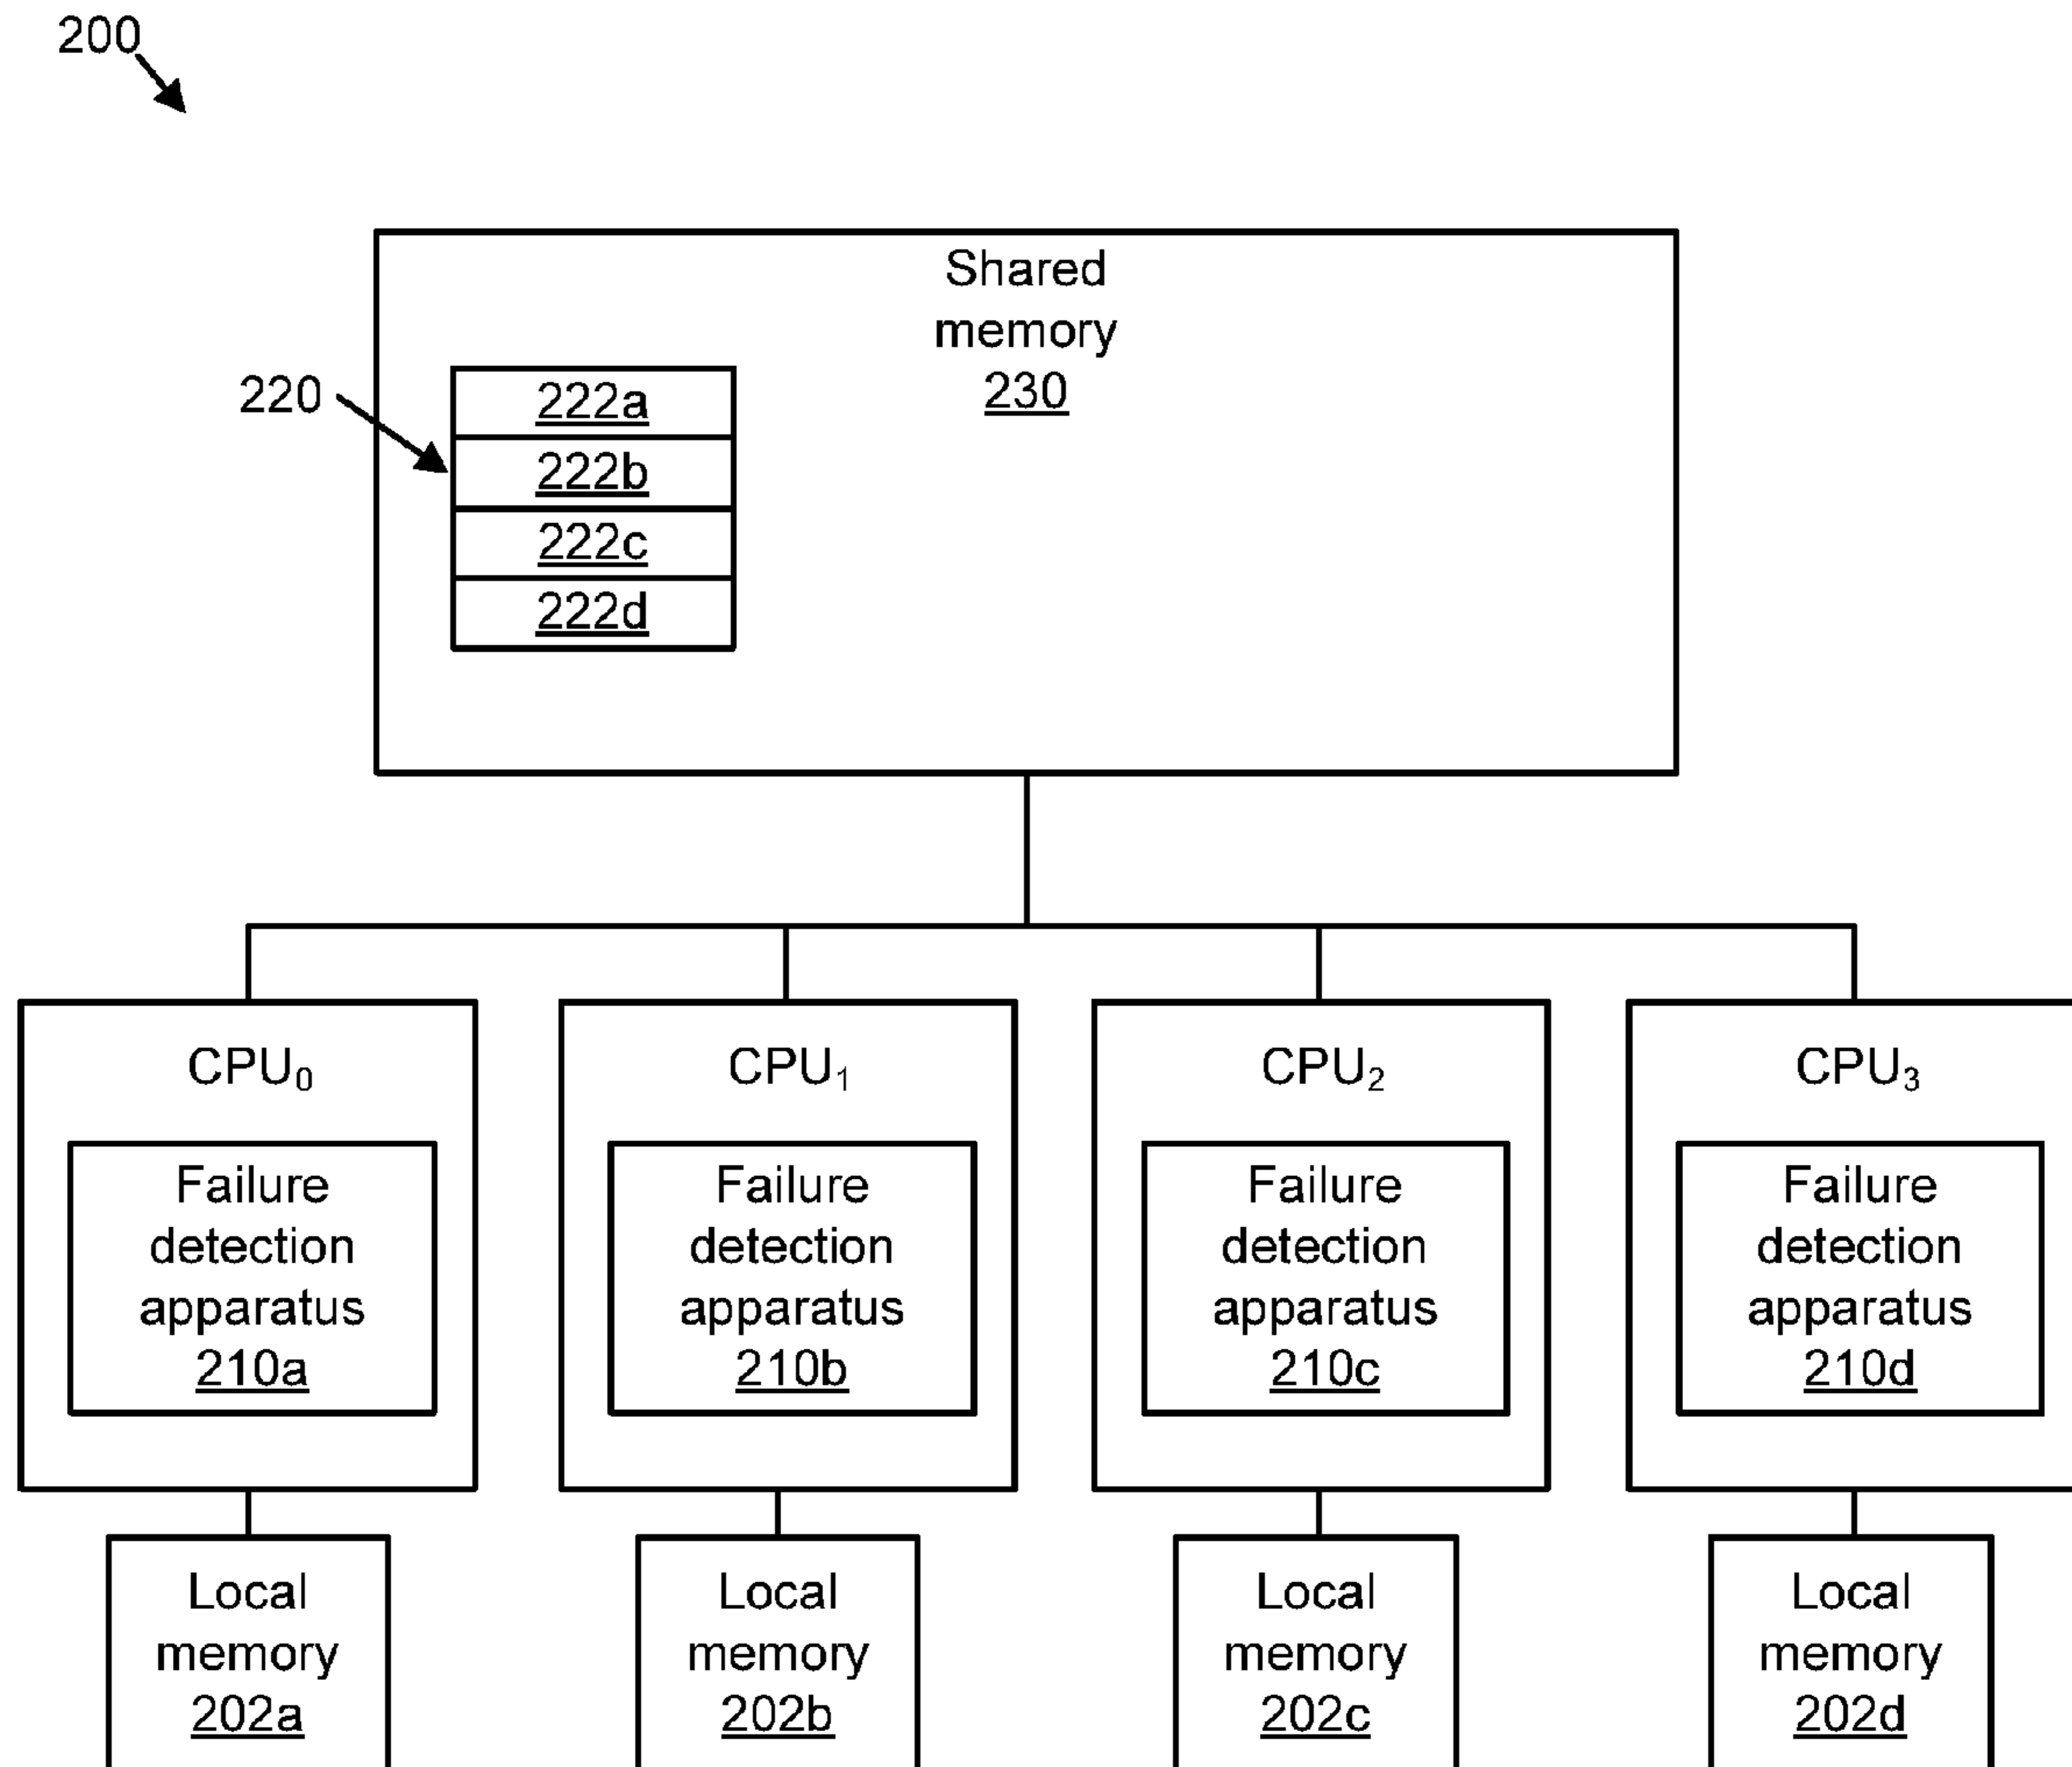 200
Shared
memory
230
220
222a
222b
222c
222d
CPU₀
Failure
detection
apparatus
210a
CPU₁
Failure
detection
apparatus
210b
CPU₂
Failure
detection
apparatus
210c
CPU₃
Failure
detection
apparatus
210d
Local
memory
202a
Local
memory
202b
Local
memory
202c
Local
memory
202d